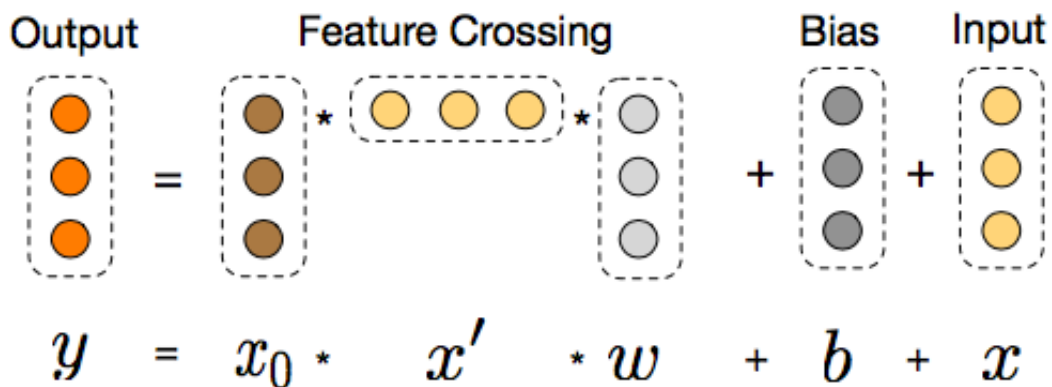 Output Feature Crossing Bias Input
= * * + +
y = x₀ * x′ * w + b + x